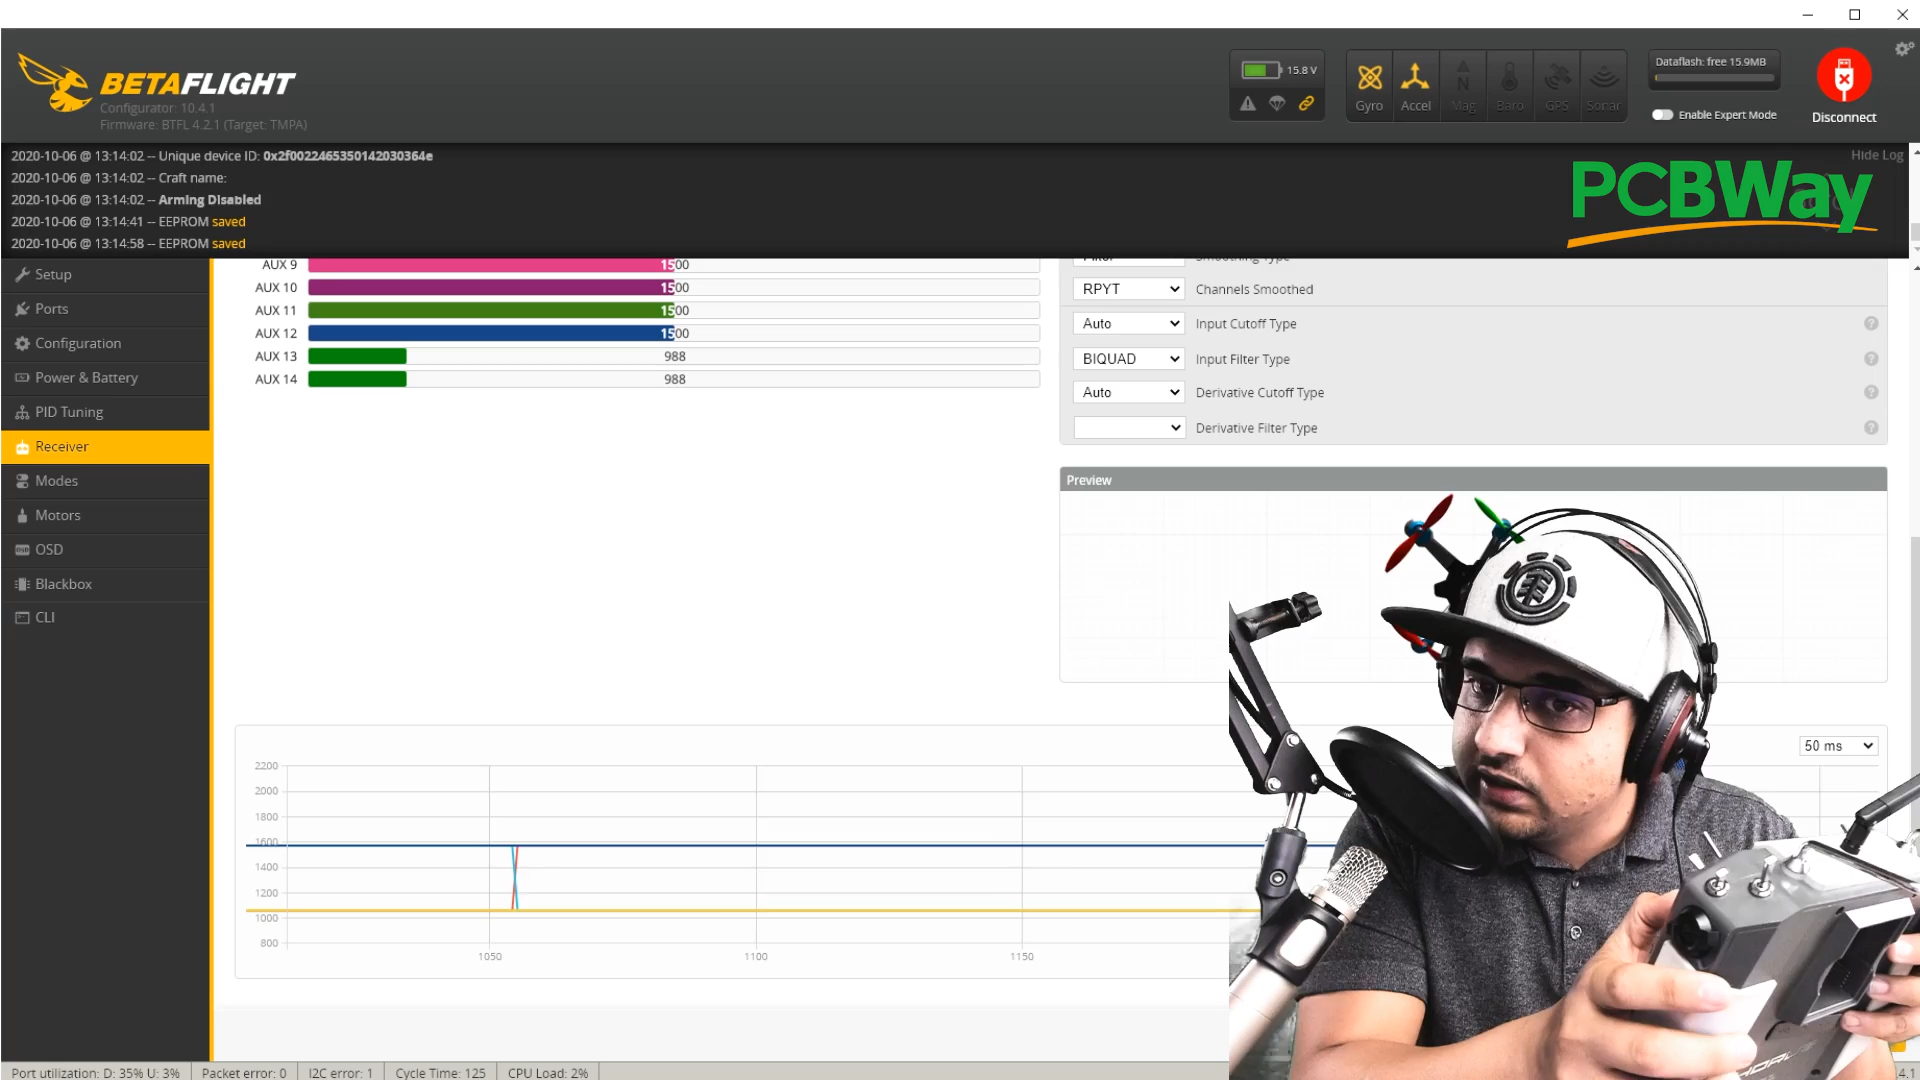 BETAFLIGHT
Configurator: 10.4.1
Firmware: BTFL 4.2.1 (Target: TMPA)
15.8 V
Gyro
Accel
Mag
Baro
GPS
Sonar
Dataflash: free 15.9MB
Enable Expert Mode
Disconnect
Hide Log
2020-10-06 @ 13:14:02 -- Unique device ID: 0x2f0022465350142030364e
2020-10-06 @ 13:14:02 -- Craft name:
2020-10-06 @ 13:14:02 -- Arming Disabled
2020-10-06 @ 13:14:41 -- EEPROM saved
2020-10-06 @ 13:14:58 -- EEPROM saved
PCBWay
Setup
Ports
Configuration
Power & Battery
PID Tuning
Receiver
Modes
Motors
OSD
Blackbox
CLI
AUX 9 1500
AUX 10 1500
AUX 11 1500
AUX 12 1500
AUX 13 988
AUX 14 988
Filter Smoothing Type
RPYT Channels Smoothed
Auto Input Cutoff Type
BIQUAD Input Filter Type
Auto Derivative Cutoff Type
Derivative Filter Type
Preview
50 ms
2200
2000
1800
1600
1400
1200
1000
800
1050 1100 1150
Port utilization: D: 35% U: 3% Packet error: 0 I2C error: 1 Cycle Time: 125 CPU Load: 2%